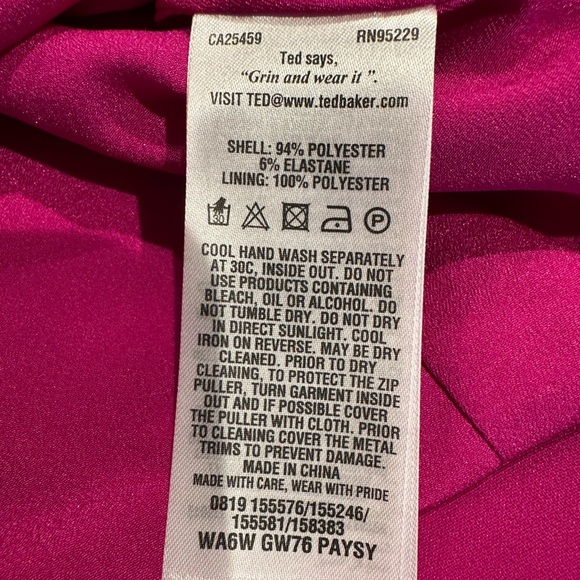 CA25459 RN95229
Ted says,
"Grin and wear it ".
VISIT TED@www.tedbaker.com
SHELL: 94% POLYESTER
6% ELASTANE
LINING: 100% POLYESTER
30 P
COOL HAND WASH SEPARATELY
AT 30C, INSIDE OUT. DO NOT
USE PRODUCTS CONTAINING
BLEACH, OIL OR ALCOHOL. DO
NOT TUMBLE DRY. DO NOT DRY
IN DIRECT SUNLIGHT. COOL
IRON ON REVERSE. MAY BE DRY
CLEANED. PRIOR TO DRY
CLEANING, TO PROTECT THE ZIP
PULLER, TURN GARMENT INSIDE
OUT AND IF POSSIBLE COVER
THE PULLER WITH CLOTH. PRIOR
TO CLEANING COVER THE METAL
TRIMS TO PREVENT DAMAGE.
MADE IN CHINA
MADE WITH CARE, WEAR WITH PRIDE
0819 155576/155246/
155581/158383
WA6W GW76 PAYSY